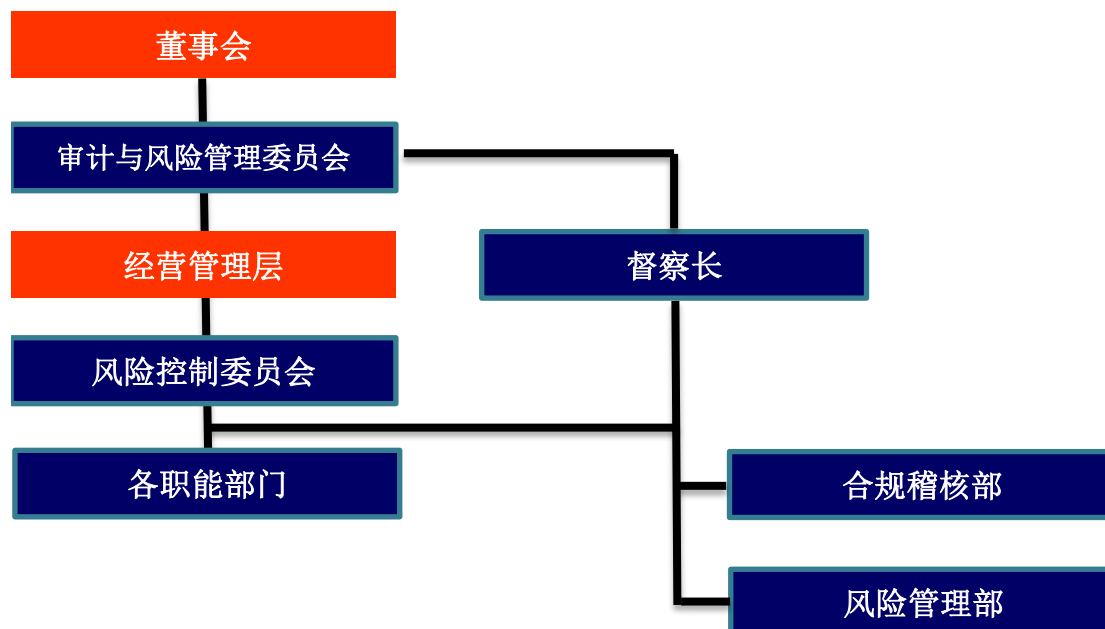 董事会
审计与风险管理委员会
经营管理层
督察长
风险控制委员会
各职能部门
合规稽核部
风险管理部